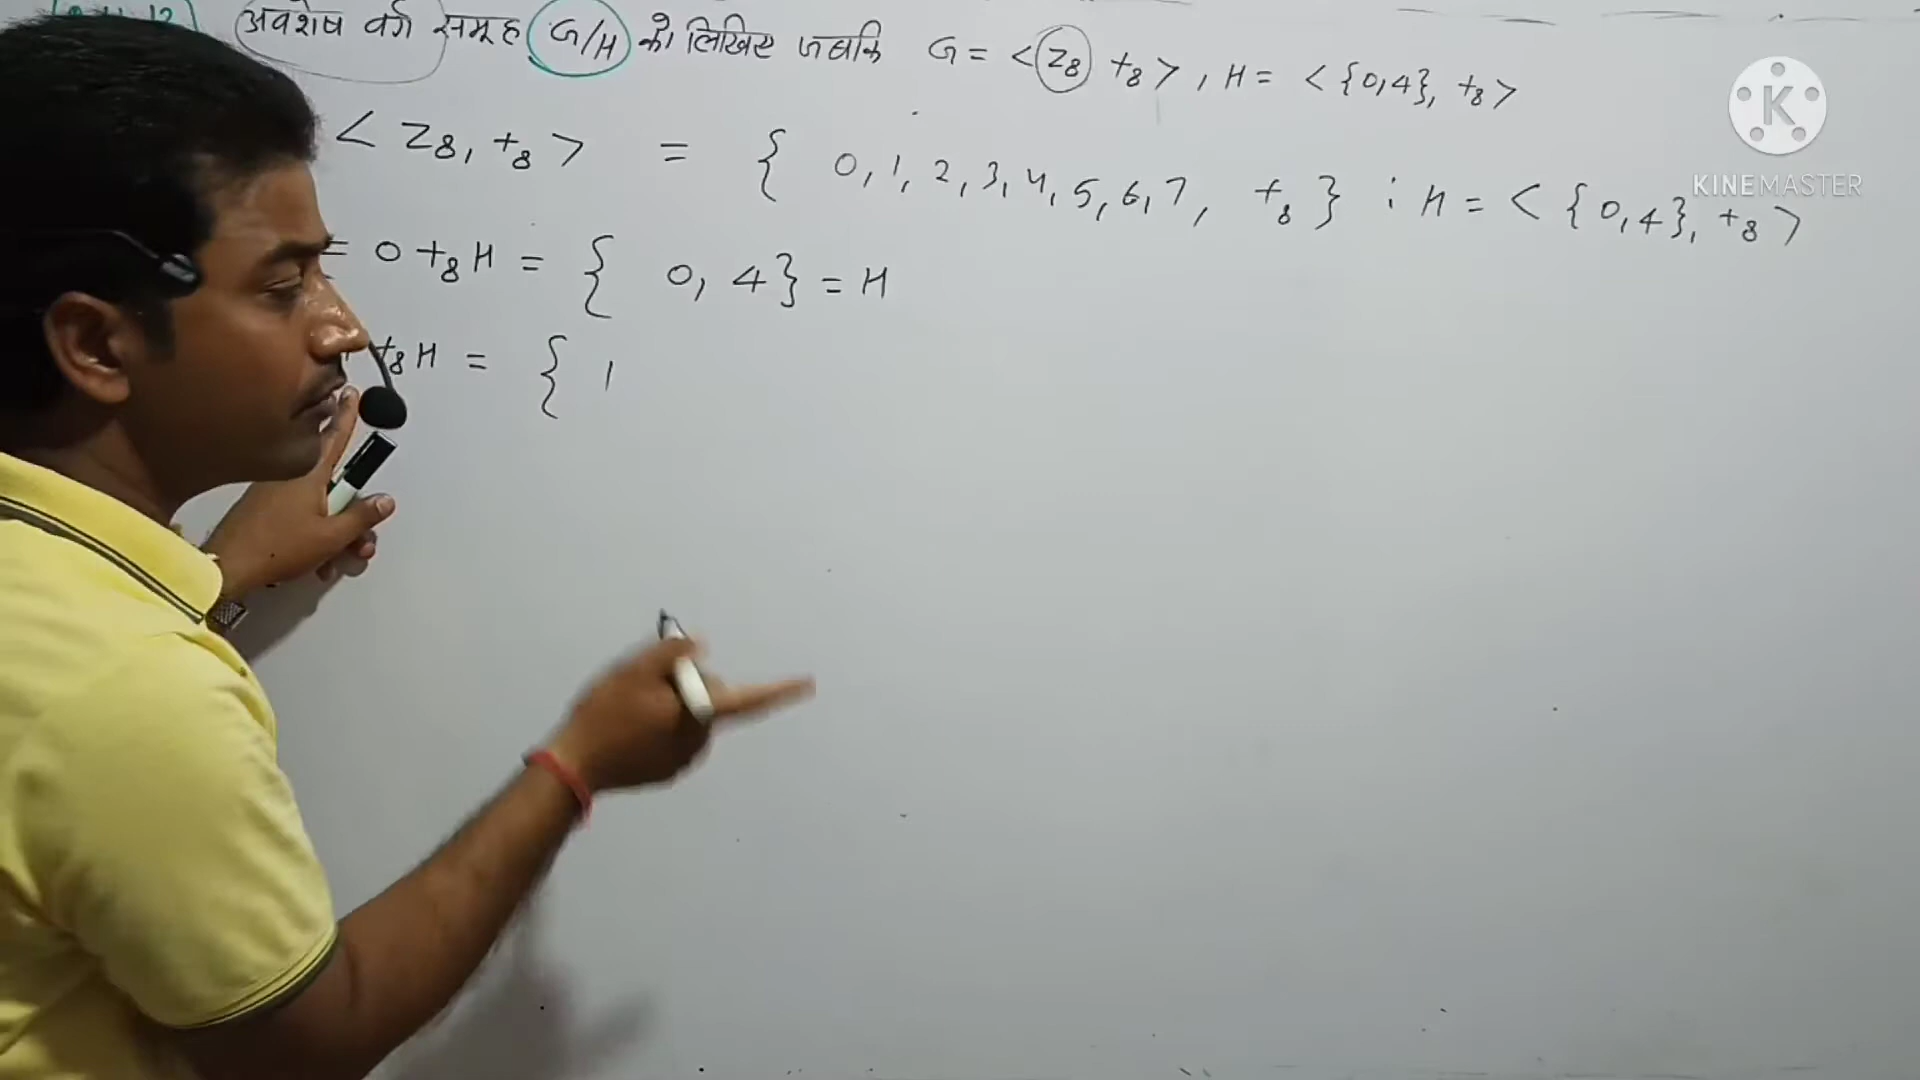 अवशेष वर्ग समूह G/H को लिखिए जबकि G = <Z₈ +₈>, H = <{0,4}, +₈>
<Z₈, +₈> = { 0, 1, 2, 3, 4, 5, 6, 7, +₈ } ; H = <{0,4}, +₈>
= 0 +₈ H = { 0, 4} = H
+₈ H = { 1
KINEMASTER